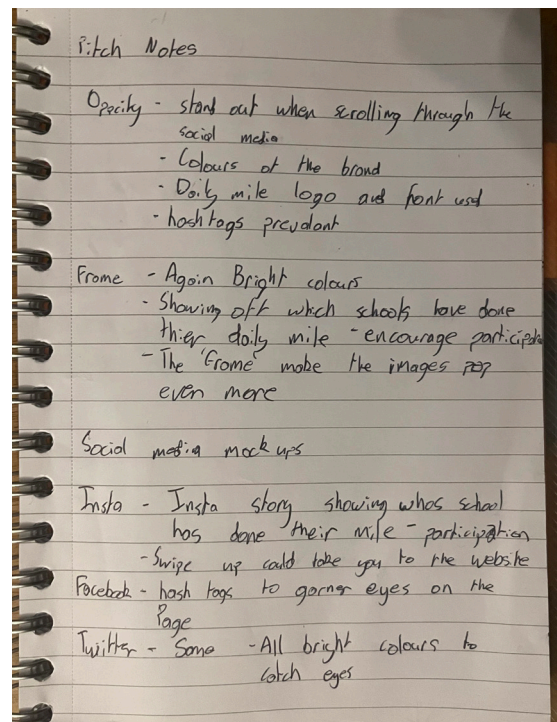 Pitch Notes
Opacity - stand out when scrolling through the
social media
- Colours of the brand
- Daily mile logo and font used
- hashtags prevalant
Frame - Again Bright colours
- Showing off which schools have done
thier daily mile - encourage participation
- The 'Frame' make the images pop
even more
Social media mock ups
Insta - Insta story showing whos school
has done their mile - participation
- Swipe up could take you to the website
Facebook - hash tags to garner eyes on the
Page
Twitter - Same - All bright colours to
catch eyes